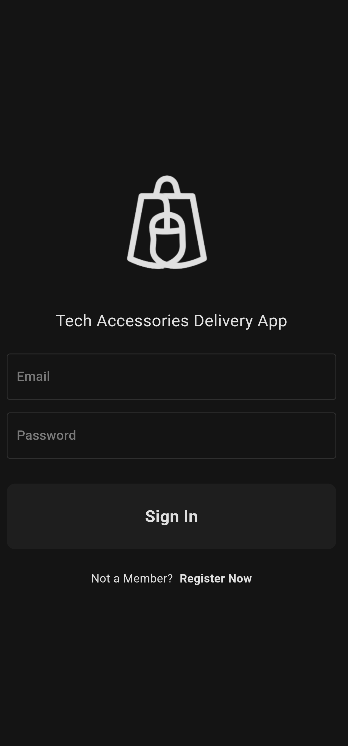 Tech Accessories Delivery App
Email
Password
Sign In
Not a Member? Register Now